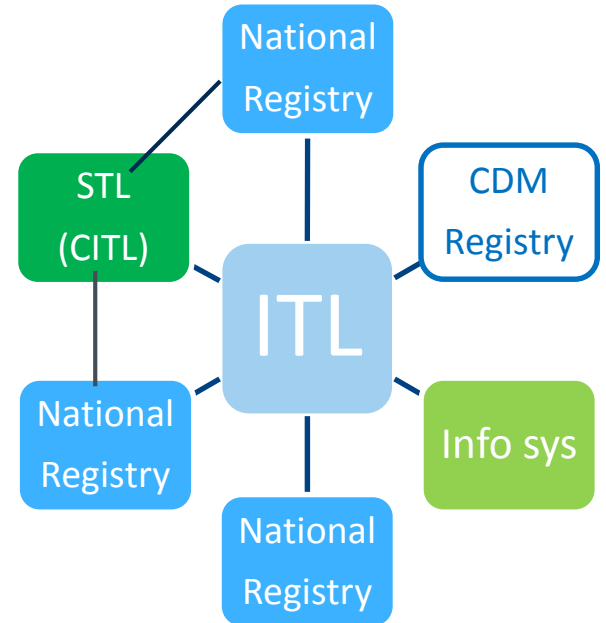 National
Registry
STL
(CITL)
CDM
Registry
ITL
National
Registry
Info sys
National
Registry